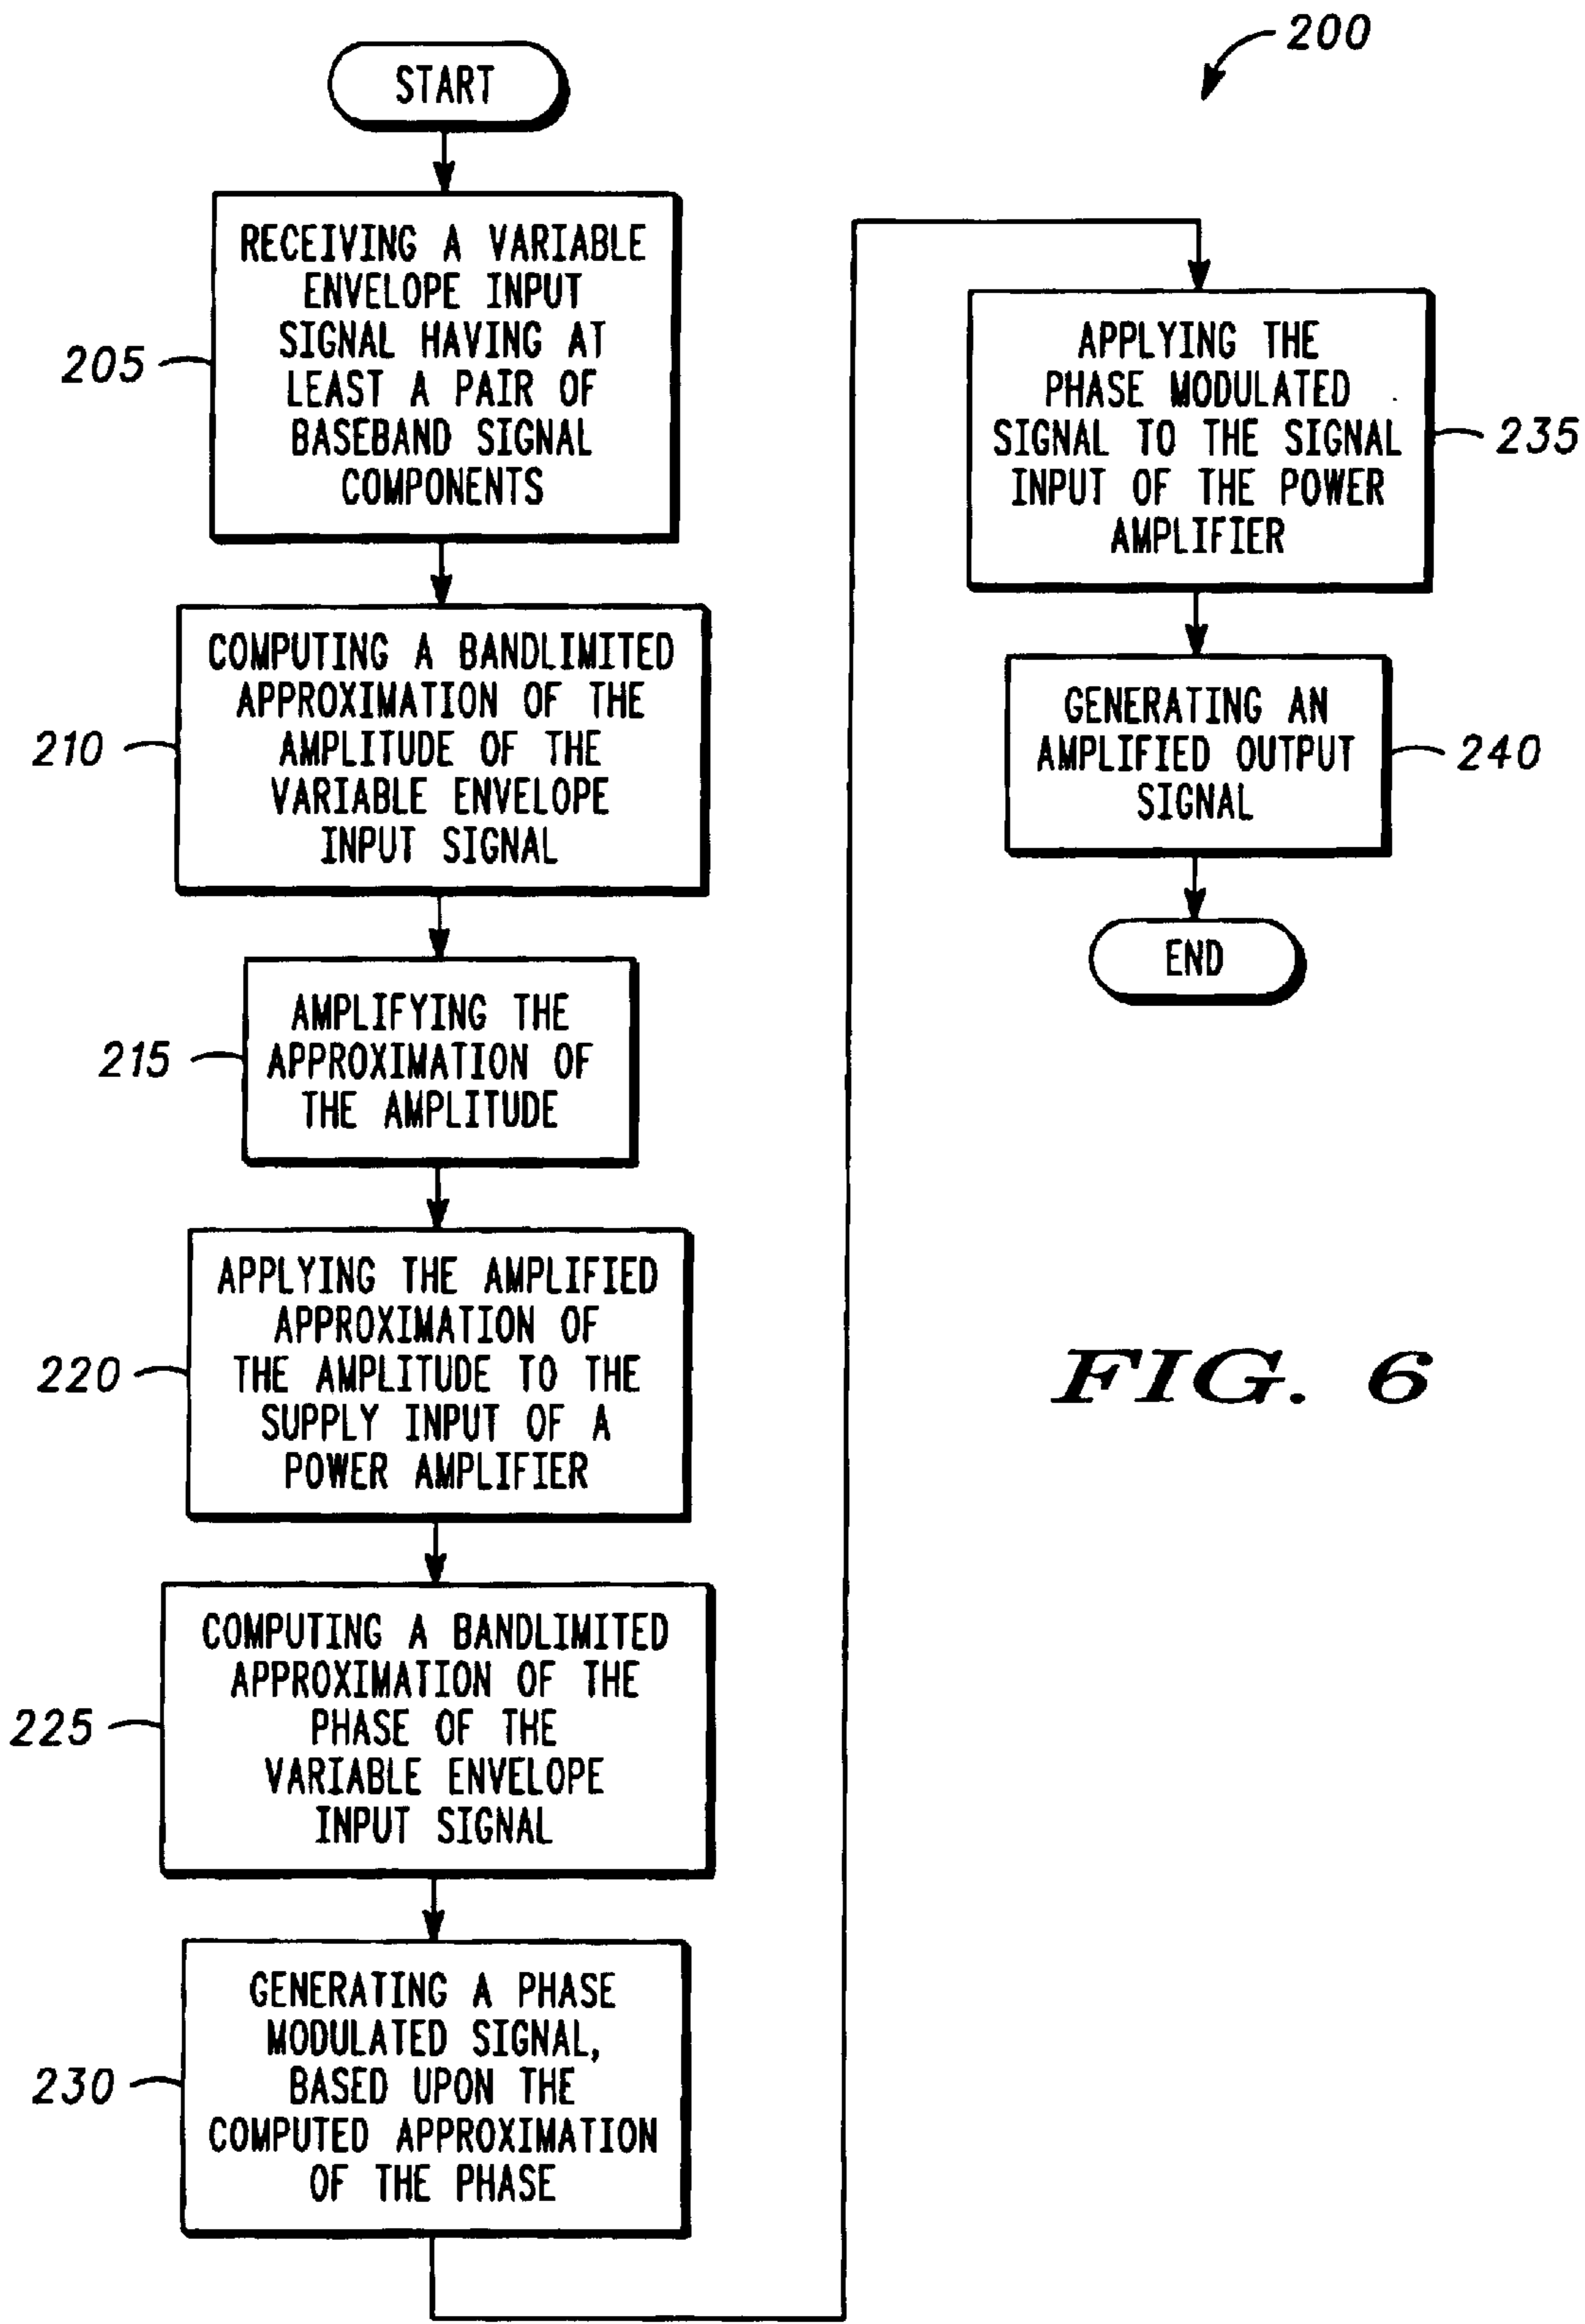 200
START
205
RECEIVING A VARIABLE
ENVELOPE INPUT
SIGNAL HAVING AT
LEAST A PAIR OF
BASEBAND SIGNAL
COMPONENTS
210
COMPUTING A BANDLIMITED
APPROXIMATION OF THE
AMPLITUDE OF THE
VARIABLE ENVELOPE
INPUT SIGNAL
215
AMPLIFYING THE
APPROXIMATION OF
THE AMPLITUDE
220
APPLYING THE AMPLIFIED
APPROXIMATION OF
THE AMPLITUDE TO THE
SUPPLY INPUT OF A
POWER AMPLIFIER
225
COMPUTING A BANDLIMITED
APPROXIMATION OF THE
PHASE OF THE
VARIABLE ENVELOPE
INPUT SIGNAL
230
GENERATING A PHASE
MODULATED SIGNAL,
BASED UPON THE
COMPUTED APPROXIMATION
OF THE PHASE
APPLYING THE
PHASE MODULATED
SIGNAL TO THE SIGNAL
INPUT OF THE POWER
AMPLIFIER
235
GENERATING AN
AMPLIFIED OUTPUT
SIGNAL
240
END
FIG. 6